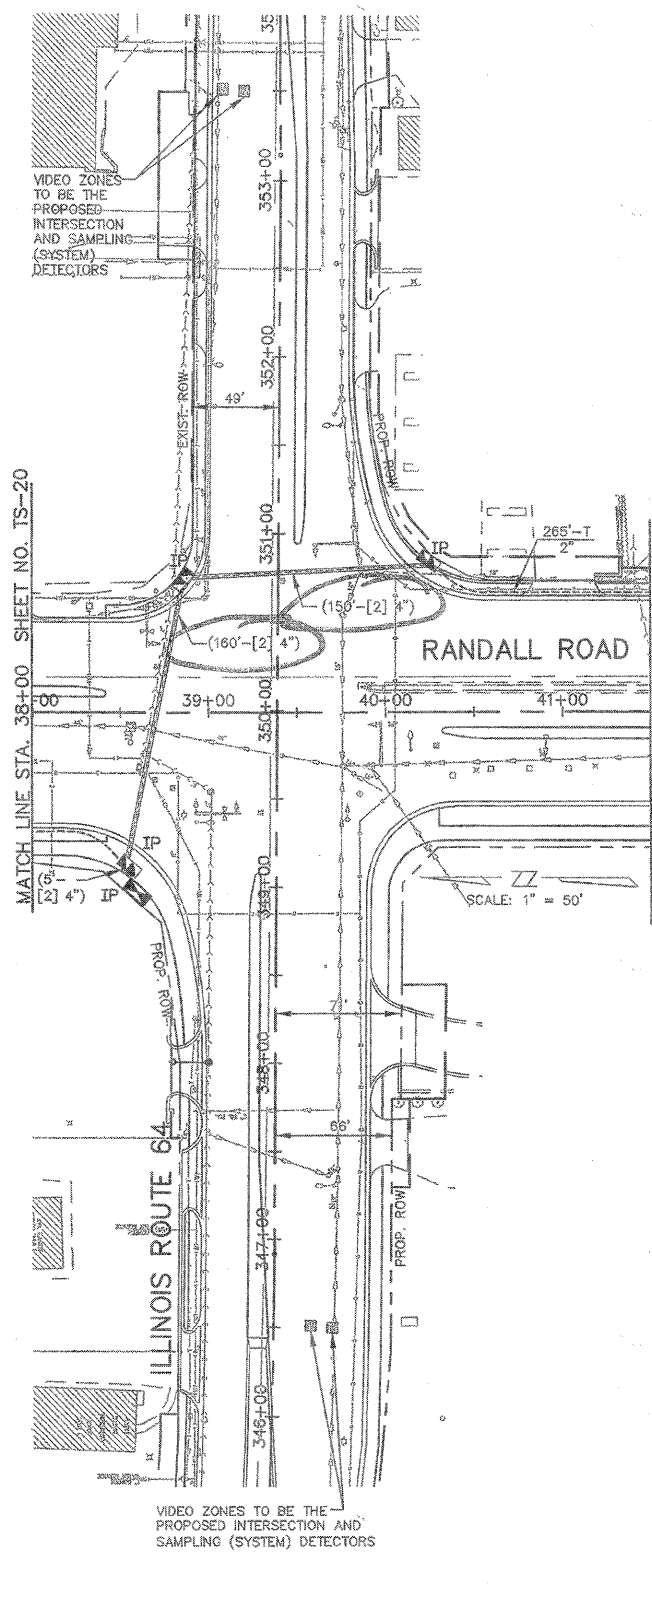 VIDEO ZONES
TO BE THE
PROPOSED
INTERSECTION
AND SAMPLING
(SYSTEM)
DETECTORS
353+00
352+00
EXIST. ROW
49'
PROP. ROW
351+00
IP
IP
265'-T
2"
(150'-[2] 4")
(160'-[2] 4")
RANDALL ROAD
MATCH LINE STA. 38+00 SHEET NO. TS-20
+00
39+00
40+00
41+00
350+00
IP
(5'-
[2] 4")
IP
349+00
SCALE: 1" = 50'
PROP. ROW
348+00
66'
ILLINOIS ROUTE 64
347+00
PROP. ROW
346+00
VIDEO ZONES TO BE THE
PROPOSED INTERSECTION AND
SAMPLING (SYSTEM) DETECTORS